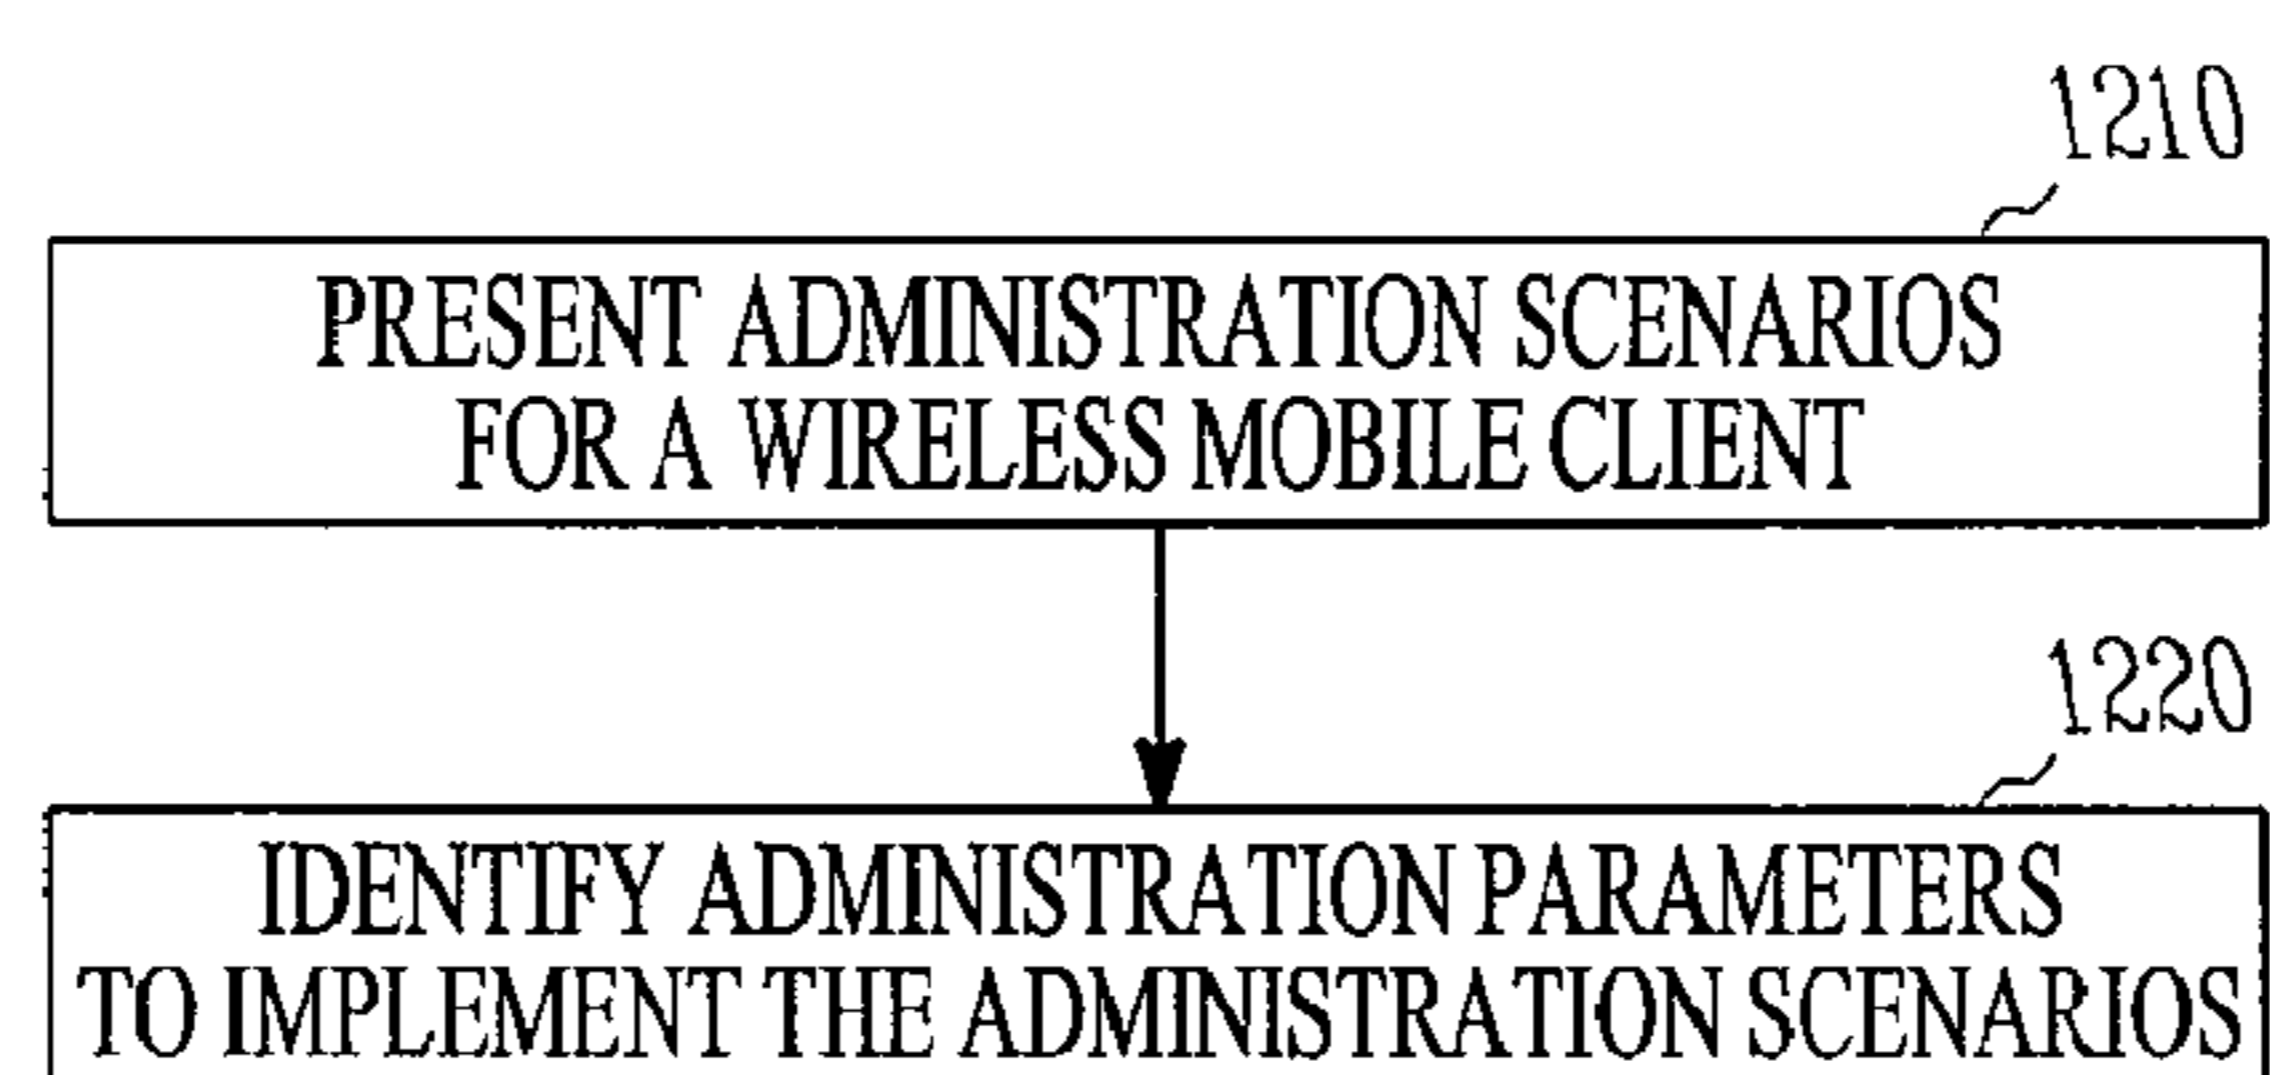 1210
PRESENT ADMINISTRATION SCENARIOS
FOR A WIRELESS MOBILE CLIENT
1220
IDENTIFY ADMINISTRATION PARAMETERS
TO IMPLEMENT THE ADMINISTRATION SCENARIOS